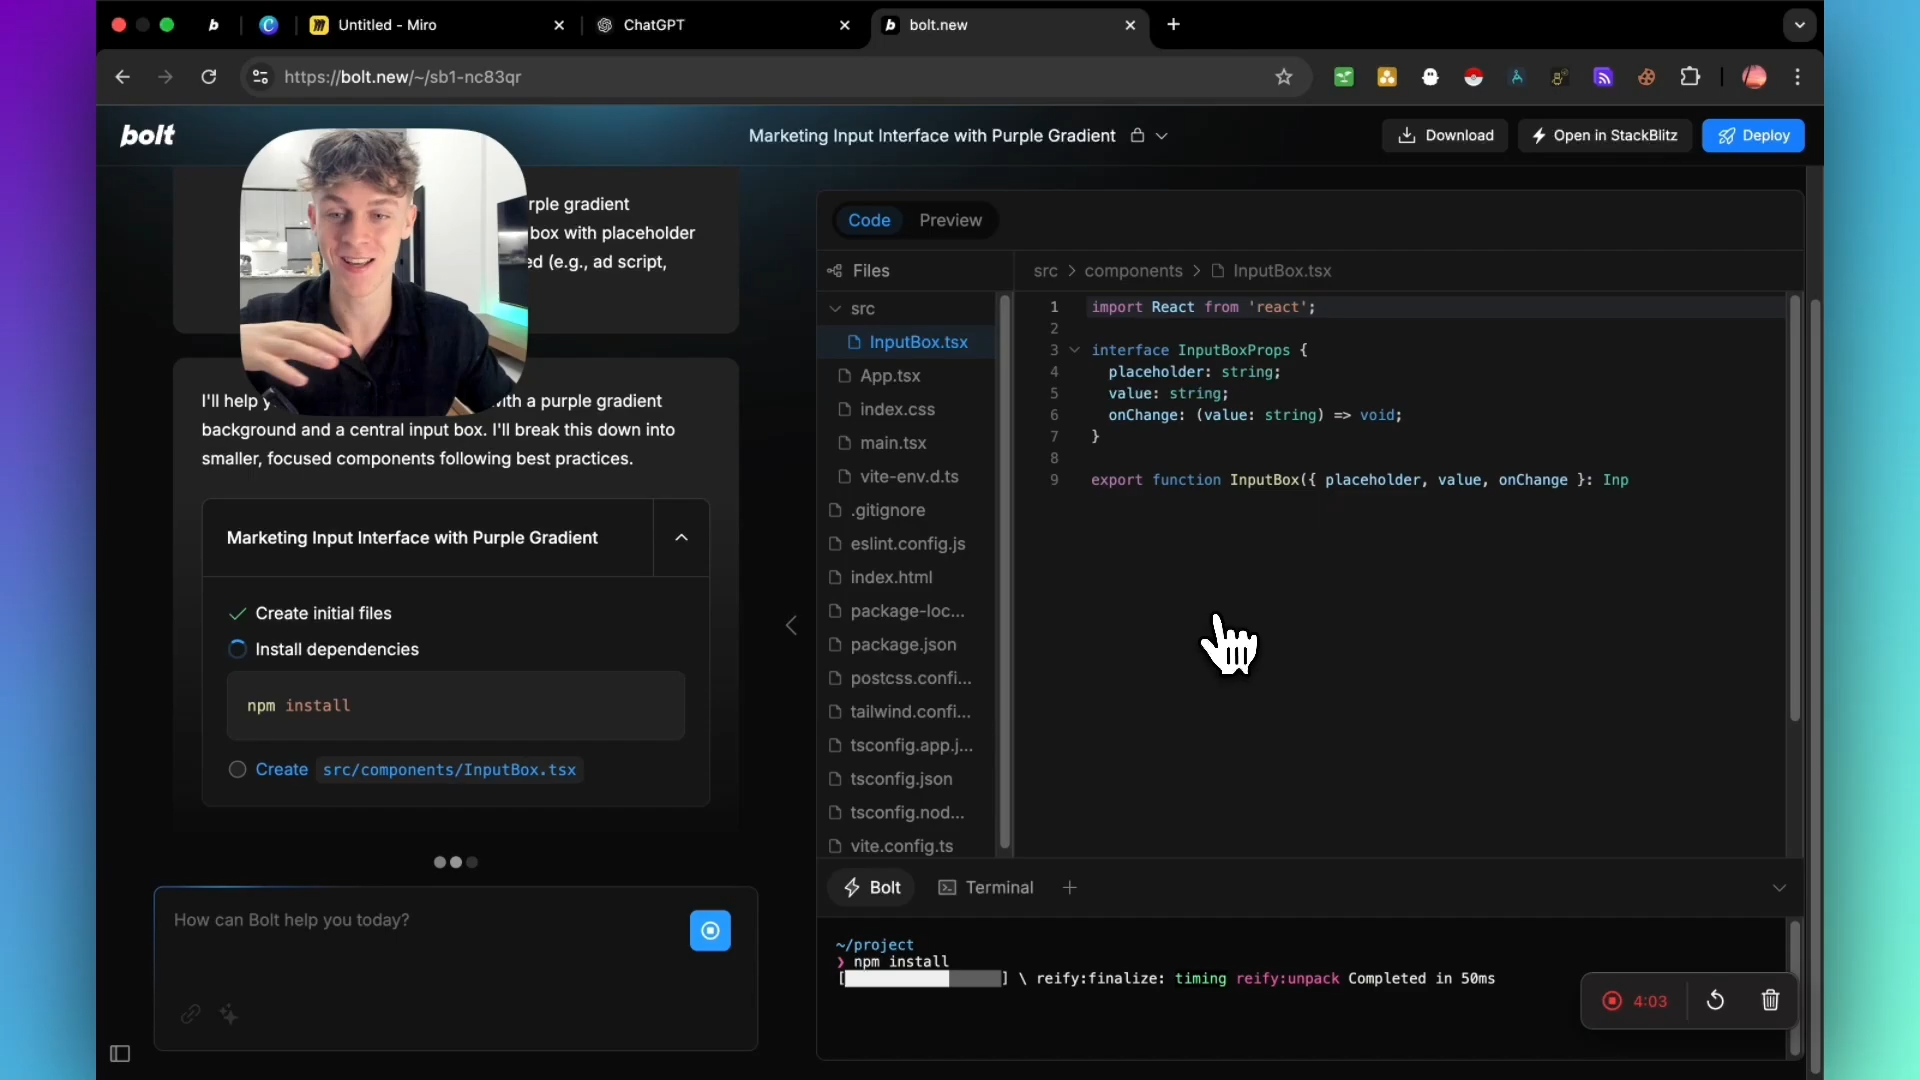 Untitled - Miro
ChatGPT
bolt.new
https://bolt.new/~/sb1-nc83qr
bolt
Marketing Input Interface with Purple Gradient
Download
Open in StackBlitz
Deploy
gradient
box with placeholder
(e.g., ad script,
I'll help
with a purple gradient
background and a central input box. I'll break this down into
smaller, focused components following best practices.
Marketing Input Interface with Purple Gradient
Create initial files
Install dependencies
npm install
Create src/components/InputBox.tsx
How can Bolt help you today?
Code
Preview
Files
src
InputBox.tsx
App.tsx
index.css
main.tsx
vite-env.d.ts
.gitignore
eslint.config.js
index.html
package-loc...
package.json
postcss.confi...
tailwind.confi...
tsconfig.app.j...
tsconfig.json
tsconfig.nod...
vite.config.ts
src > components > InputBox.tsx
1 import React from 'react';
2
3 interface InputBoxProps {
4 placeholder: string;
5 value: string;
6 onChange: (value: string) => void;
7 }
8
9 export function InputBox({ placeholder, value, onChange }: Inp
Bolt
Terminal
~/project
❯ npm install
[ ] \ reify:finalize: timing reify:unpack Completed in 50ms
4:03